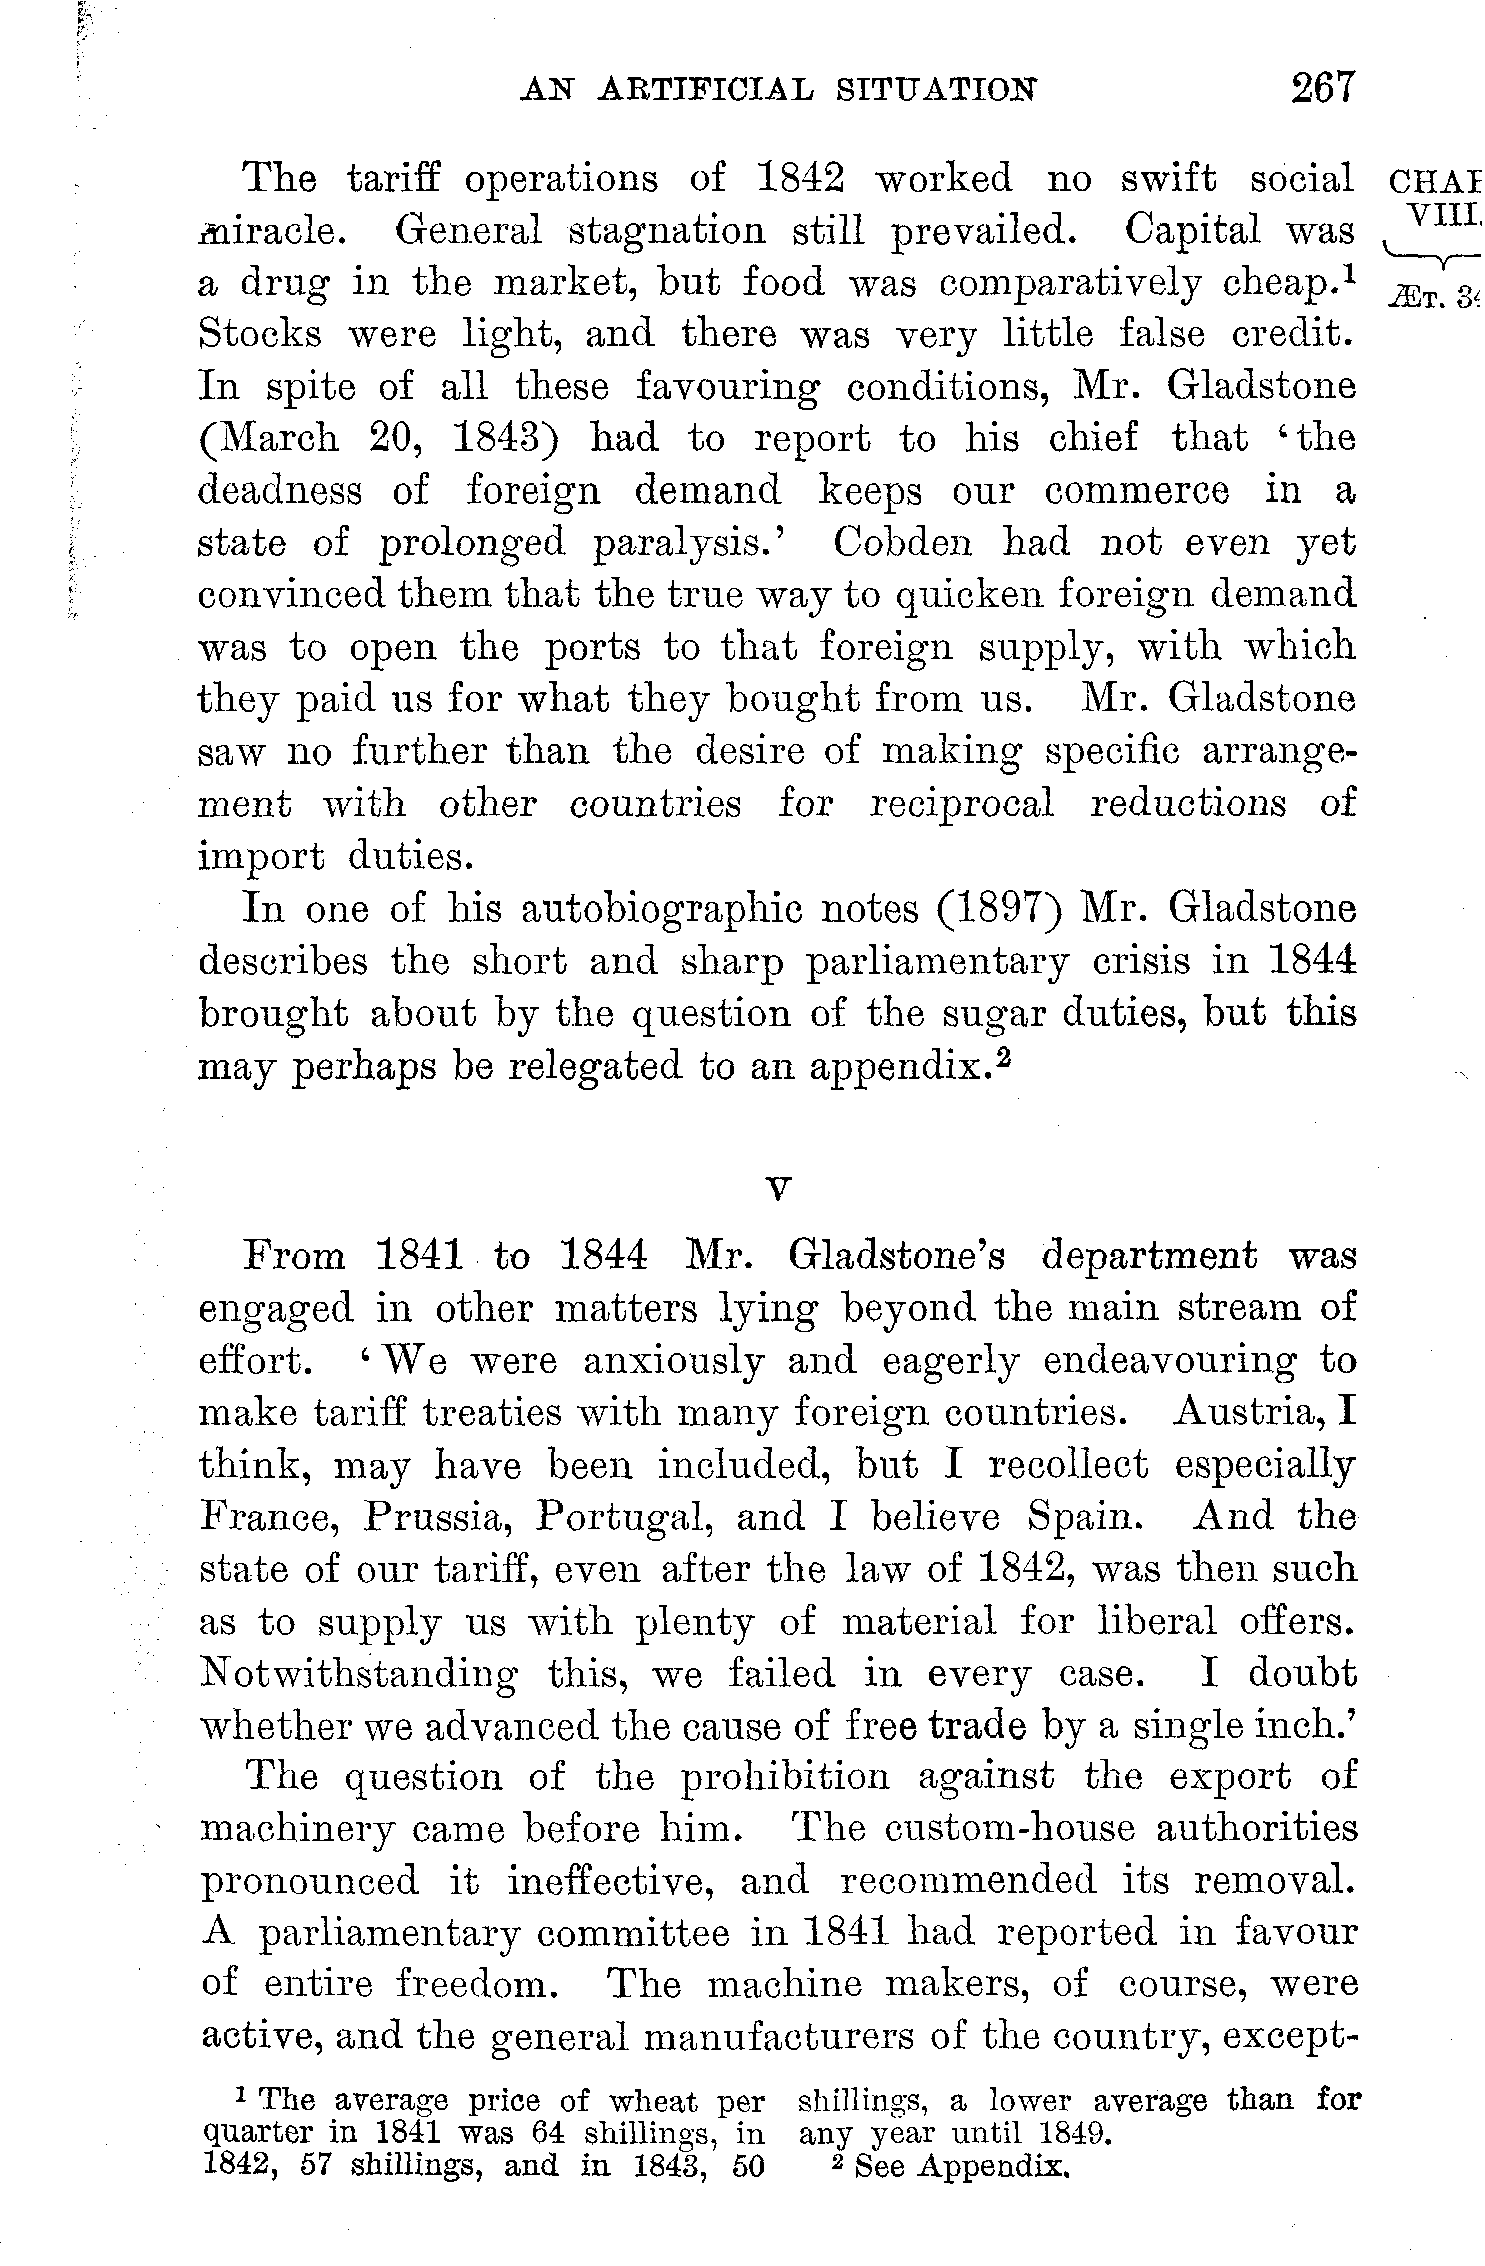 AN ARTIFICIAL SITUATION 267
The tariff operations of 1842 worked no swift social
miracle. General stagnation still prevailed. Capital was
a drug in the market, but food was comparatively cheap.¹
Stocks were light, and there was very little false credit.
In spite of all these favouring conditions, Mr. Gladstone
(March 20, 1843) had to report to his chief that ‘the
deadness of foreign demand keeps our commerce in a
state of prolonged paralysis.’ Cobden had not even yet
convinced them that the true way to quicken foreign demand
was to open the ports to that foreign supply, with which
they paid us for what they bought from us. Mr. Gladstone
saw no further than the desire of making specific arrange-
ment with other countries for reciprocal reductions of
import duties.
In one of his autobiographic notes (1897) Mr. Gladstone
describes the short and sharp parliamentary crisis in 1844
brought about by the question of the sugar duties, but this
may perhaps be relegated to an appendix.²
CHAP
VIII.
ÆT. 34
V
From 1841 to 1844 Mr. Gladstone’s department was
engaged in other matters lying beyond the main stream of
effort. ‘We were anxiously and eagerly endeavouring to
make tariff treaties with many foreign countries. Austria, I
think, may have been included, but I recollect especially
France, Prussia, Portugal, and I believe Spain. And the
state of our tariff, even after the law of 1842, was then such
as to supply us with plenty of material for liberal offers.
Notwithstanding this, we failed in every case. I doubt
whether we advanced the cause of free trade by a single inch.’
The question of the prohibition against the export of
machinery came before him. The custom-house authorities
pronounced it ineffective, and recommended its removal.
A parliamentary committee in 1841 had reported in favour
of entire freedom. The machine makers, of course, were
active, and the general manufacturers of the country, except-
¹ The average price of wheat per
quarter in 1841 was 64 shillings, in
1842, 57 shillings, and in 1843, 50
shillings, a lower average than for
any year until 1849.
² See Appendix.